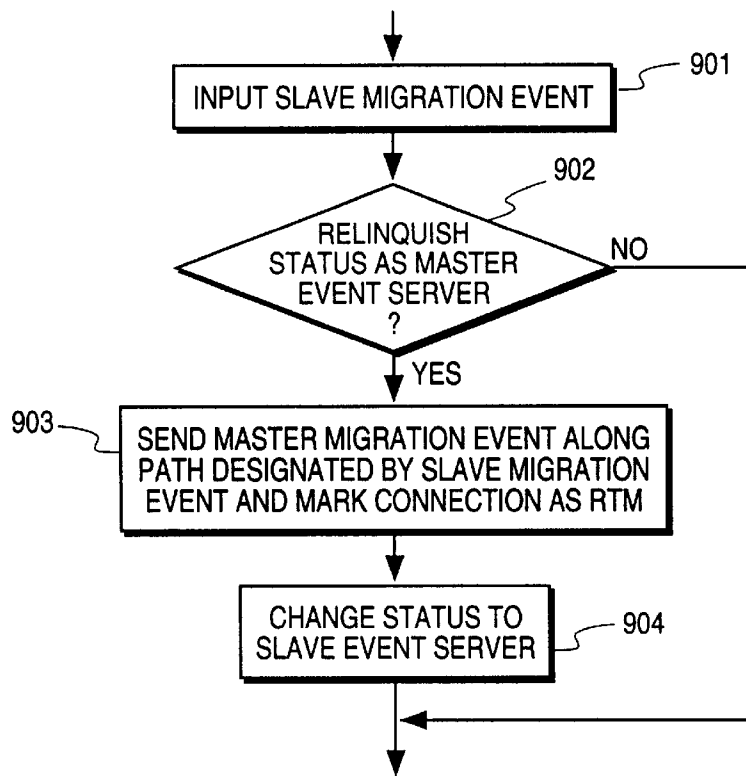 901
INPUT SLAVE MIGRATION EVENT
902
RELINQUISH
STATUS AS MASTER
EVENT SERVER
?
NO
YES
903
SEND MASTER MIGRATION EVENT ALONG
PATH DESIGNATED BY SLAVE MIGRATION
EVENT AND MARK CONNECTION AS RTM
CHANGE STATUS TO
SLAVE EVENT SERVER
904